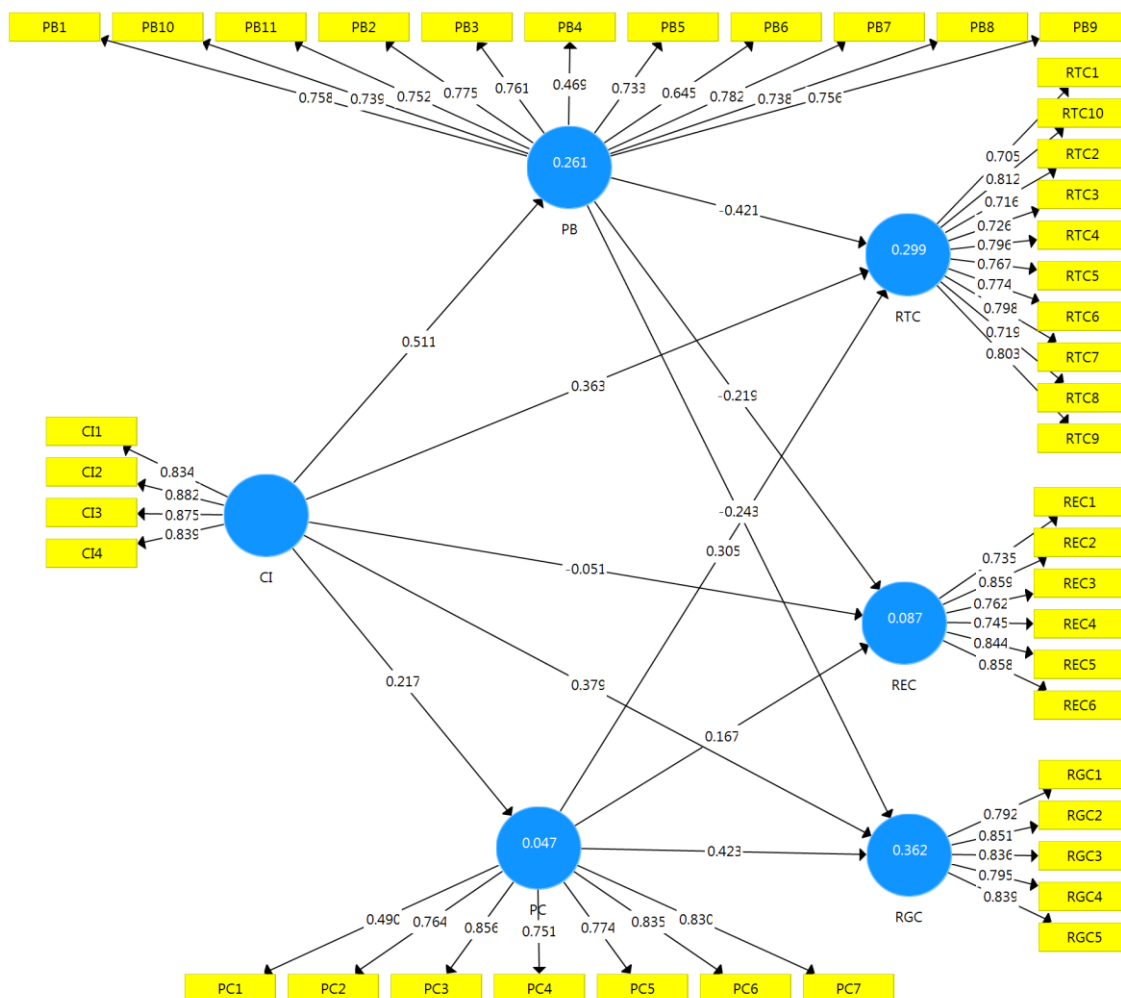 PB1 PB10 PB11 PB2 PB3 PB4 PB5 PB6 PB7 PB8 PB9
0.758 0.739 0.752 0.775 0.761 0.469 0.733 0.645 0.782 0.738 0.756
0.261
PB
RTC1
RTC10
RTC2
RTC3
RTC4
RTC5
RTC6
RTC7
RTC8
RTC9
0.705
0.812
0.716
0.726
0.796
0.767
0.774
0.798
0.719
0.803
0.299
RTC
-0.421
0.511
0.363
-0.219
-0.243
0.305
-0.051
0.217
0.379
0.167
0.423
CI1
CI2
CI3
CI4
0.834
0.882
0.875
0.839
CI
REC1
REC2
REC3
REC4
REC5
REC6
0.735
0.859
0.762
0.745
0.844
0.858
0.087
REC
RGC1
RGC2
RGC3
RGC4
RGC5
0.792
0.851
0.836
0.795
0.839
0.362
RGC
0.047
PC
0.490 0.764 0.856 0.751 0.774 0.835 0.830
PC1 PC2 PC3 PC4 PC5 PC6 PC7